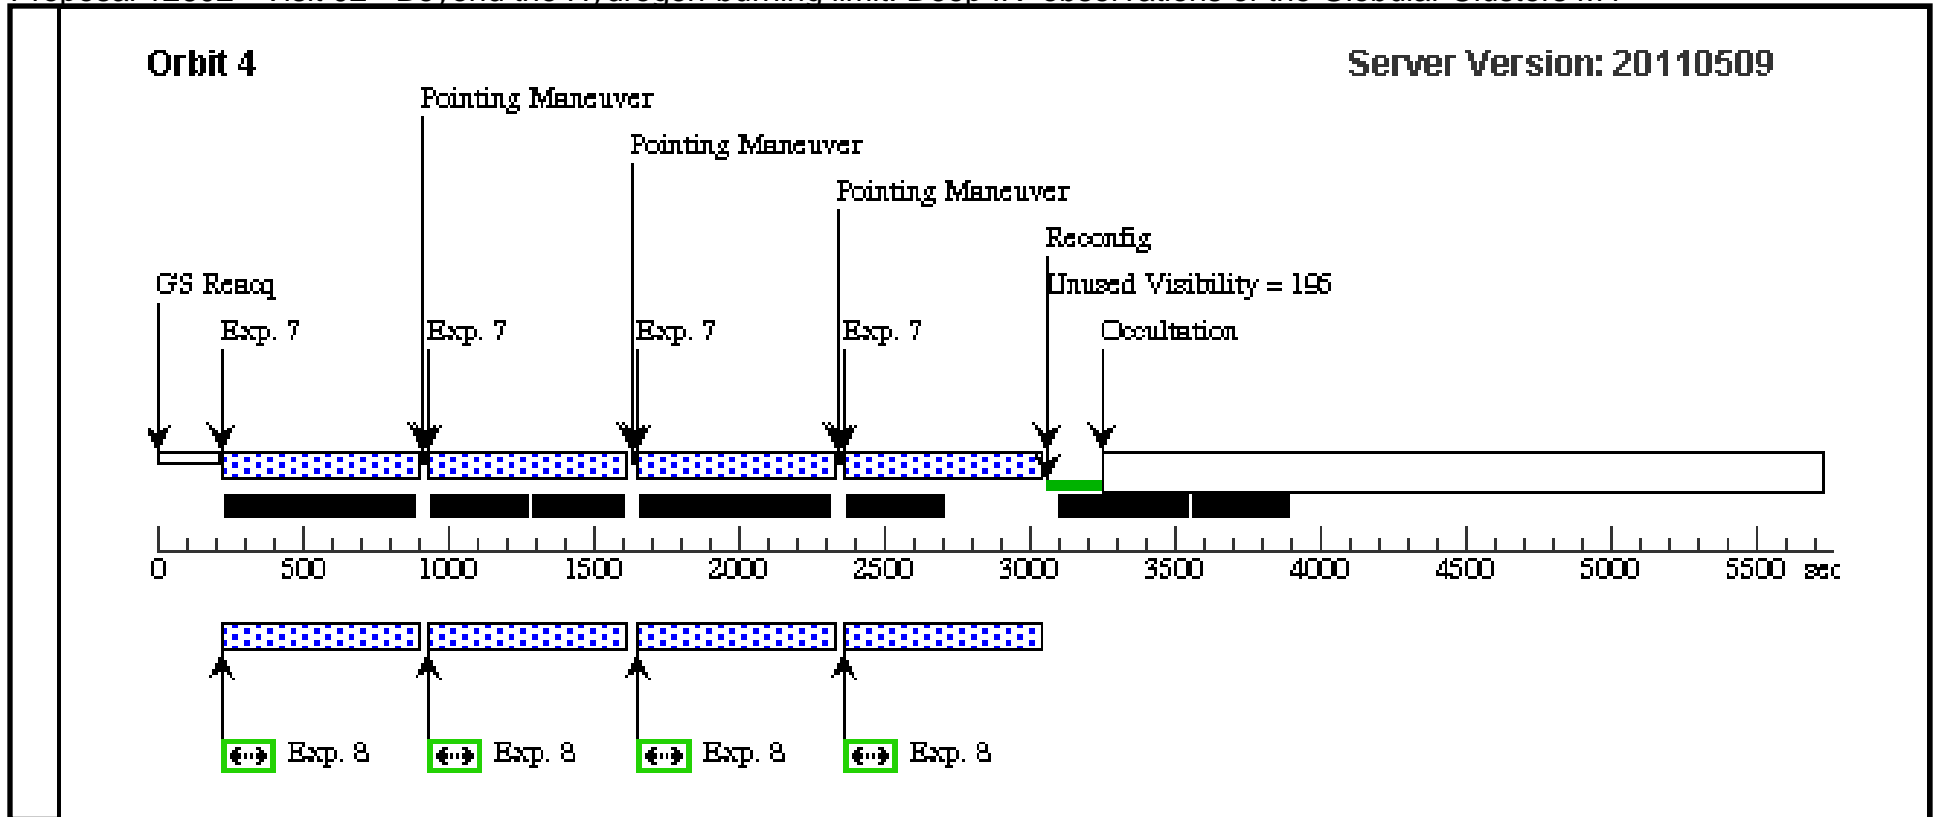 Orbit 4
Server Version: 20110509
Pointing Maneuver
Pointing Maneuver
Pointing Maneuver
Reconfig
GS Reacq
Unused Visibility = 195
Exp. 7
Exp. 7
Exp. 7
Exp. 7
Occultation
0 500 1000 1500 2000 2500 3000 3500 4000 4500 5000 5500 sec
Exp. 8
Exp. 8
Exp. 8
Exp. 8